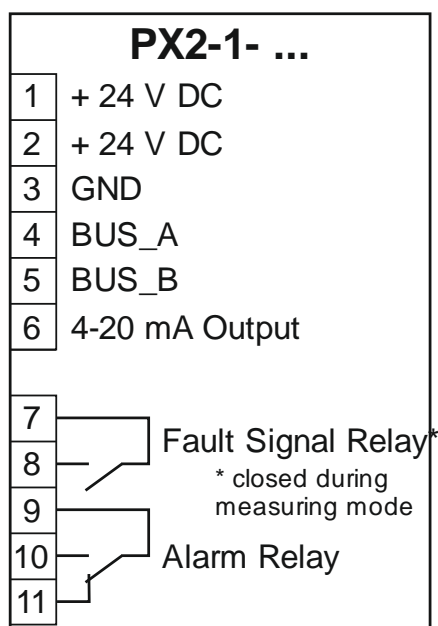 PX2-1- ...
1 + 24 V DC
2 + 24 V DC
3 GND
4 BUS_A
5 BUS_B
6 4-20 mA Output
7
Fault Signal Relay*
8
* closed during
9 measuring mode
10 Alarm Relay
11